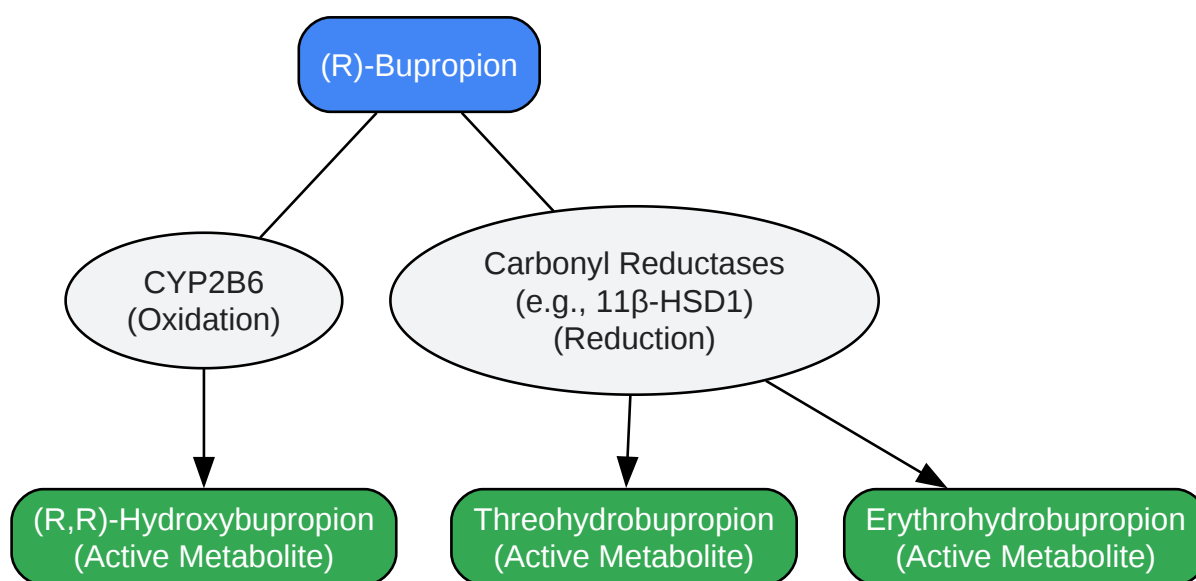 (R)-Bupropion
CYP2B6
(Oxidation)
Carbonyl Reductases
(e.g., 11β-HSD1)
(Reduction)
(R,R)-Hydroxybupropion
(Active Metabolite)
Threohydrobupropion
(Active Metabolite)
Erythrohydrobupropion
(Active Metabolite)